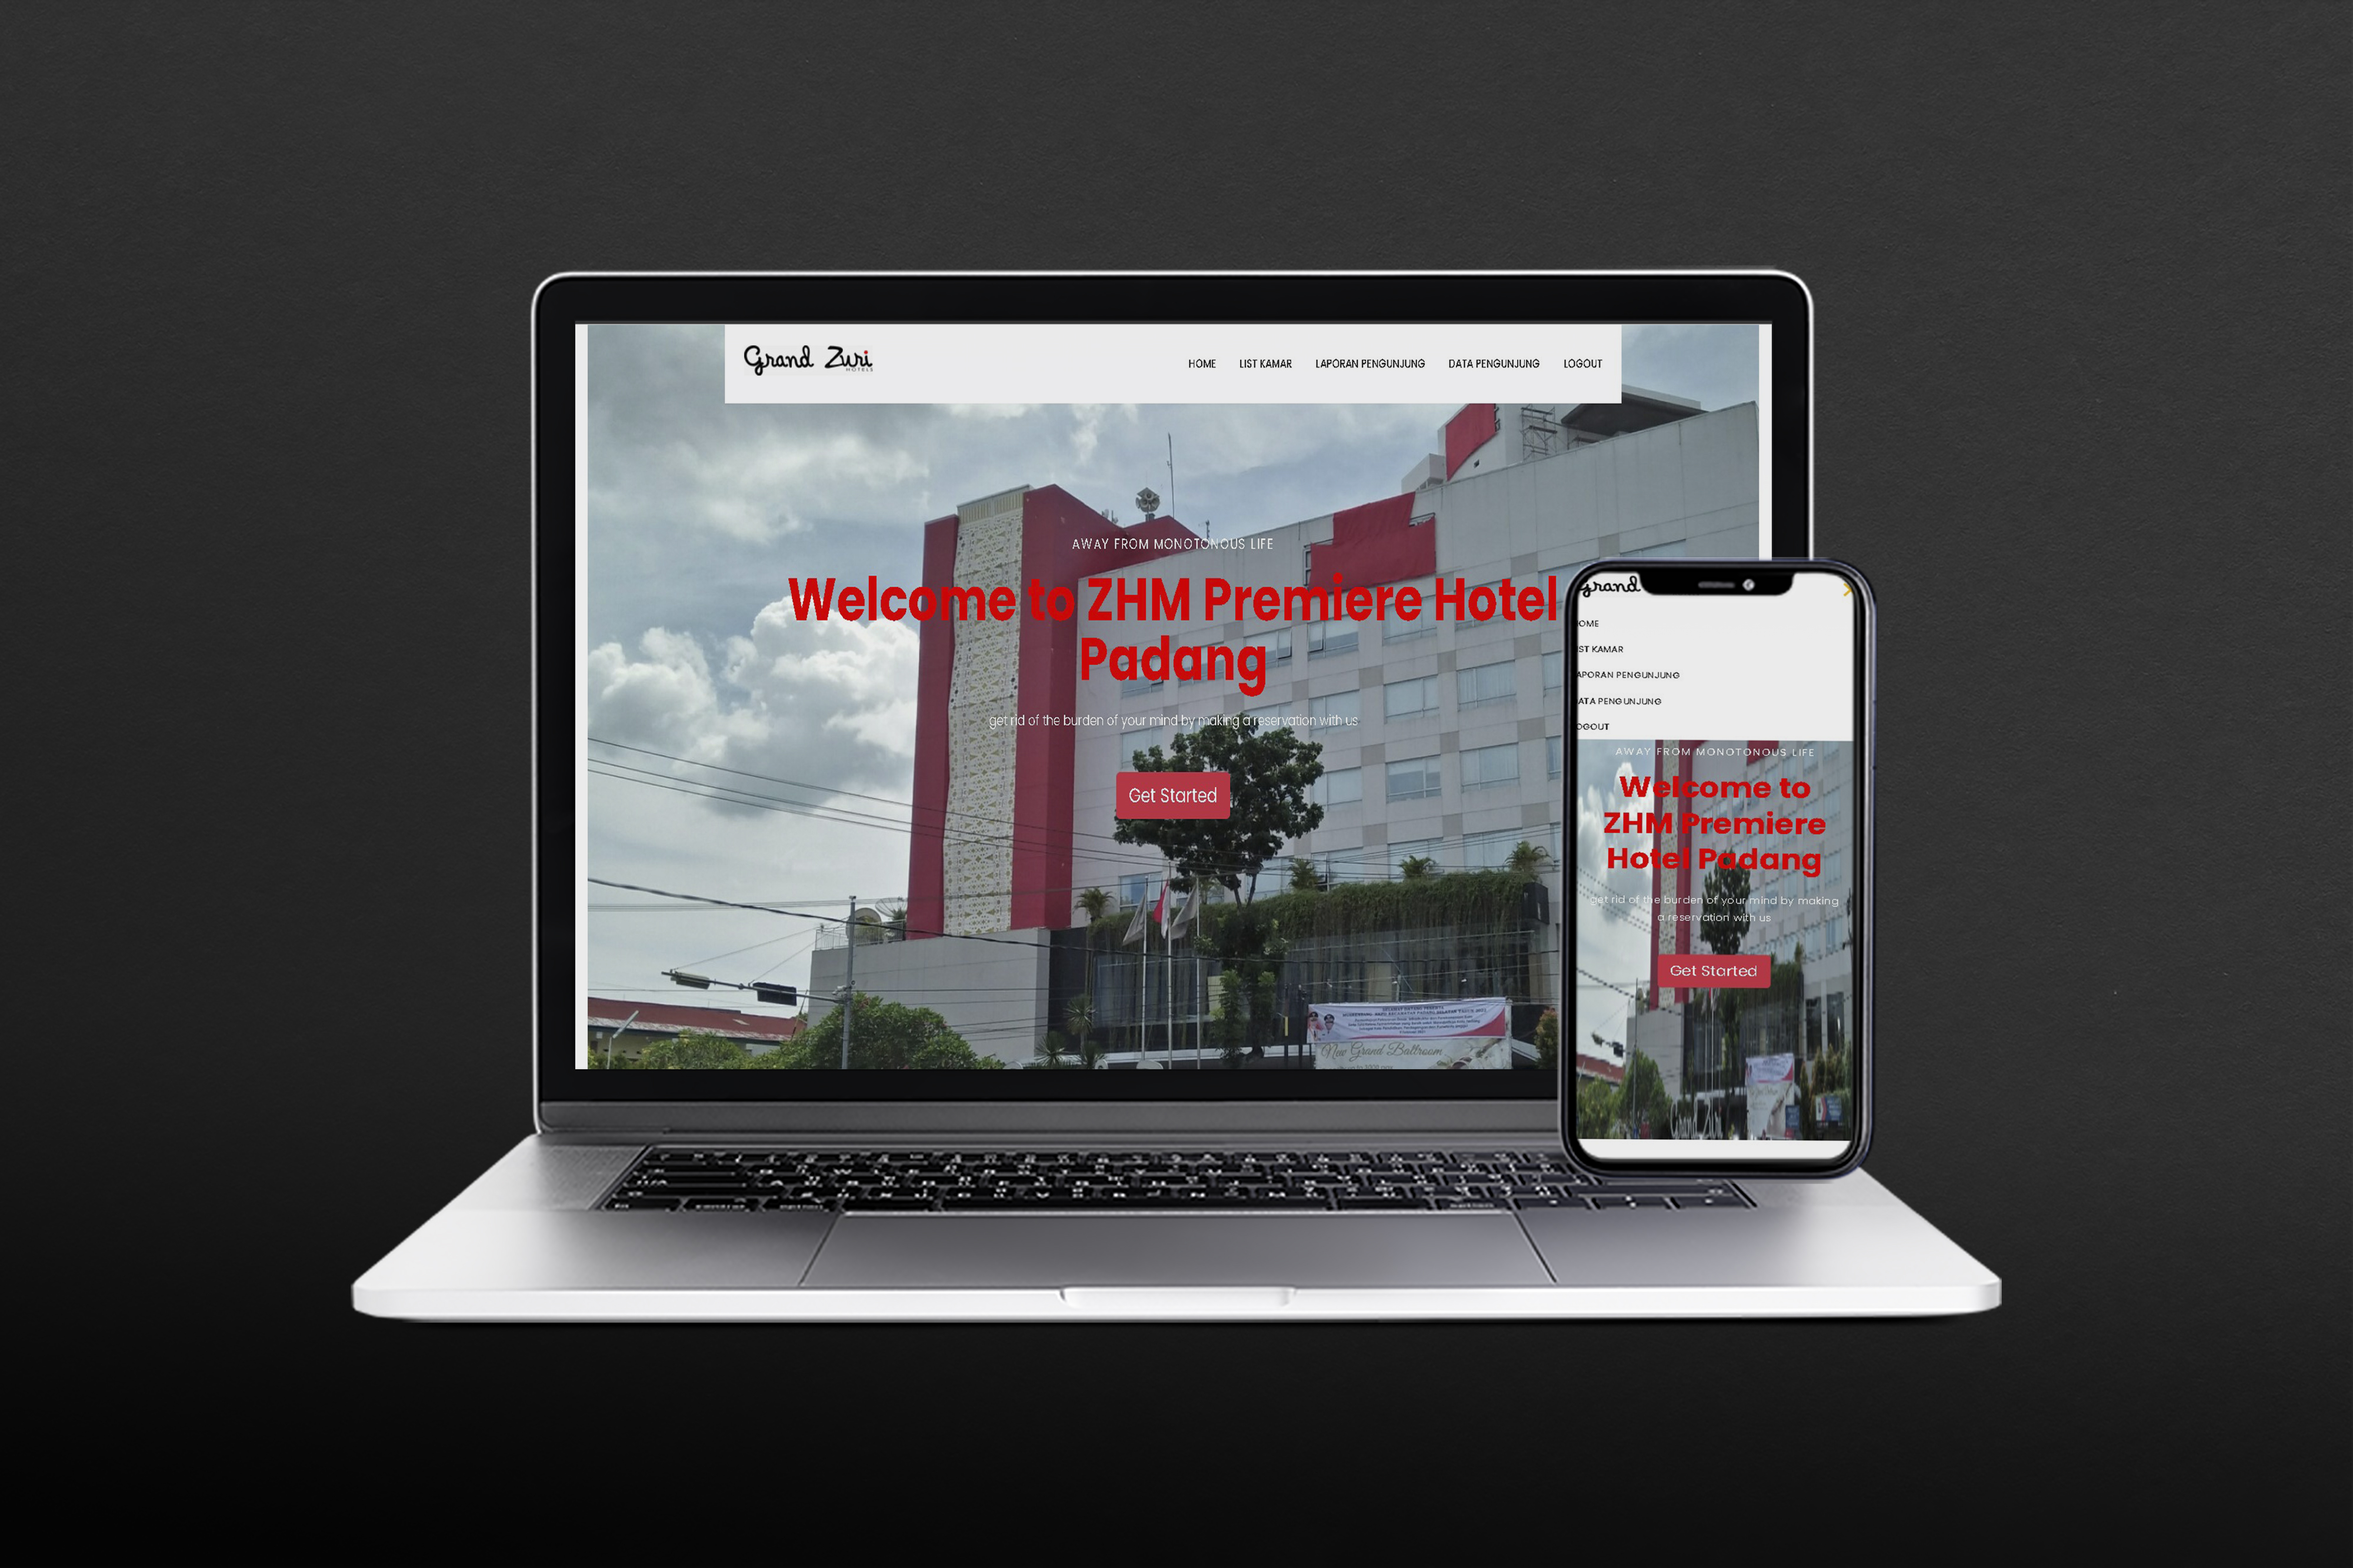 Grand Zuri
HOTELS
HOME LIST KAMAR LAPORAN PENGUNJUNG DATA PENGUNJUNG LOGOUT
AWAY FROM MONOTONOUS LIFE
Welcome to ZHM Premiere Hotel
Padang
get rid of the burden of your mind by making a reservation with us
Get Started
New Grand Ballroom
grand
OME
ST KAMAR
APORAN PENGUNJUNG
ATA PENGUNJUNG
OGOUT
AWAY FROM MONOTONOUS LIFE
Welcome to
ZHM Premiere
Hotel Padang
get rid of the burden of your mind by making
a reservation with us
Get Started
Grand Zuri